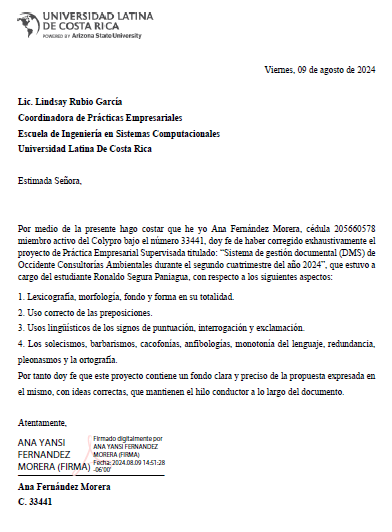 UNIVERSIDAD LATINA
DE COSTA RICA
POWERED BY Arizona State University
Viernes, 09 de agosto de 2024
Lic. Lindsay Rubio García
Coordinadora de Prácticas Empresariales
Escuela de Ingeniería en Sistemas Computacionales
Universidad Latina De Costa Rica
Estimada Señora,
Por medio de la presente hago costar que he yo Ana Fernández Morera, cédula 205660578
miembro activo del Colypro bajo el número 33441, doy fe de haber corregido exhaustivamente el
proyecto de Práctica Empresarial Supervisada titulado: “Sistema de gestión documental (DMS) de
Occidente Consultorías Ambientales durante el segundo cuatrimestre del año 2024”, que estuvo a
cargo del estudiante Ronaldo Segura Paniagua, con respecto a los siguientes aspectos:
1. Lexicografía, morfología, fondo y forma en su totalidad.
2. Uso correcto de las preposiciones.
3. Usos lingüísticos de los signos de puntuación, interrogación y exclamación.
4. Los solecismos, barbarismos, cacofonías, anfibologías, monotonía del lenguaje, redundancia,
pleonasmos y la ortografía.
Por tanto doy fe que este proyecto contiene un fondo clara y preciso de la propuesta expresada en
el mismo, con ideas correctas, que mantienen el hilo conductor a lo largo del documento.
Atentamente,
ANA YANSI
FERNANDEZ
MORERA (FIRMA)
Firmado digitalmente por
ANA YANSI FERNANDEZ
MORERA (FIRMA)
Fecha: 2024.08.09 14:51:28
-06'00'
Ana Fernández Morera
C. 33441